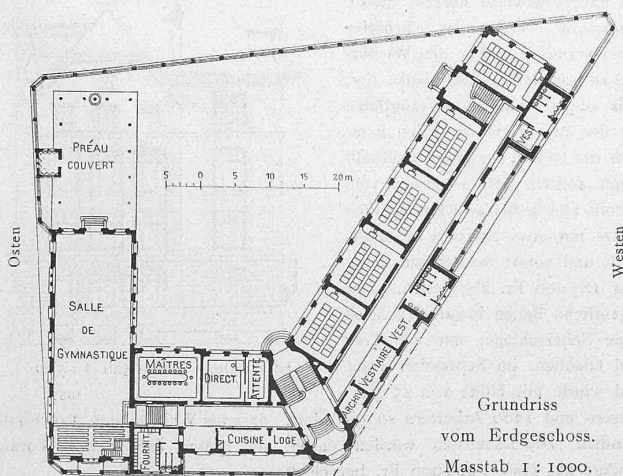 PRÉAU
COUVERT
5 0 5 10 15 20 m
Osten
Westen
VEST
SALLE
DE
GYMNASTIQUE
MAÎTRES
DIRECT.
ATTENTE
VEST
VESTIAIRE
ARCHIV
FOURNIT
CUISINE
LOGE
Grundriss
vom Erdgeschoss.
Masstab 1 : 1000.